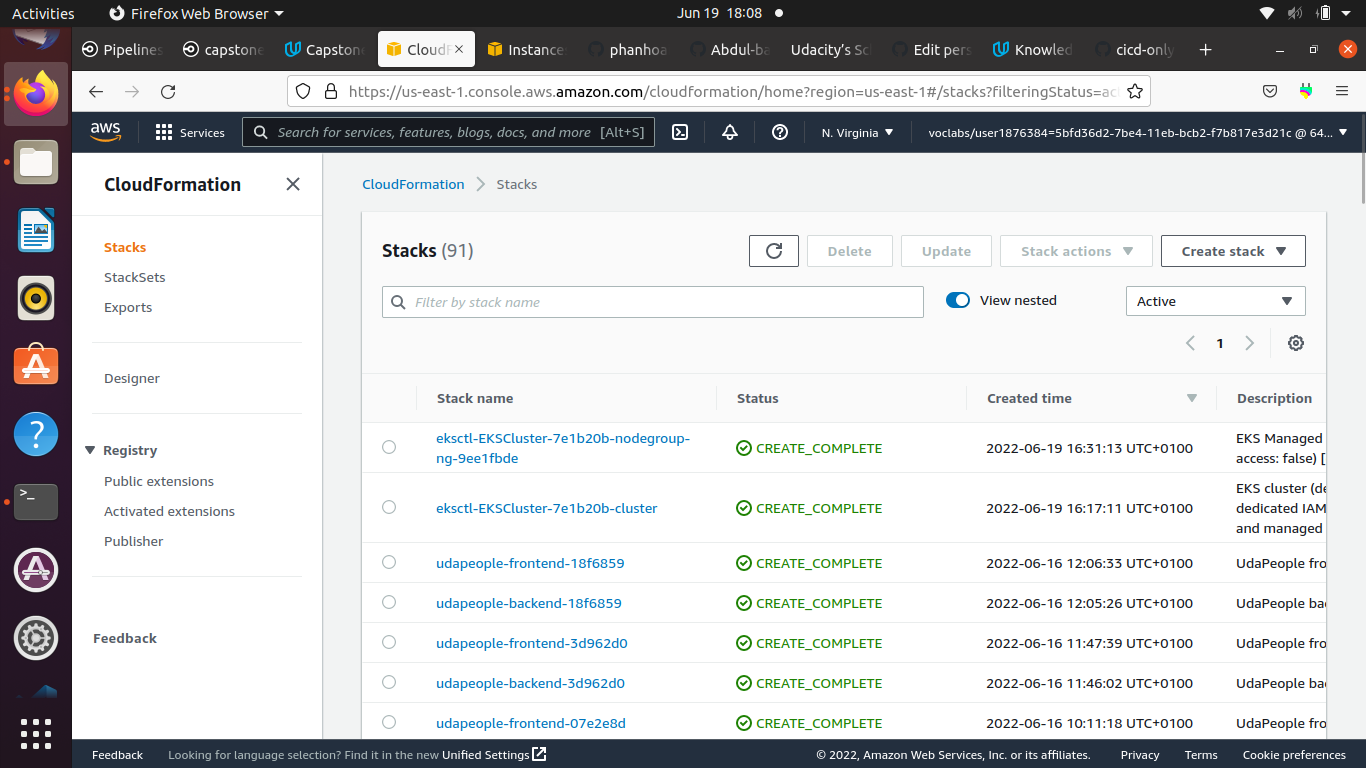 Activities
Firefox Web Browser
Jun 19 18:08
Pipelines
capstone
Capstone
CloudF
Instance
phanhoa
Abdul-ba
Udacity's Sc
Edit pers
Knowled
cicd-only
https://us-east-1.console.aws.amazon.com/cloudformation/home?region=us-east-1#/stacks?filteringStatus=ac
aws
Services
Search for services, features, blogs, docs, and more [Alt+S]
N. Virginia
voclabs/user1876384=5bfd36d2-7be4-11eb-bcb2-f7b817e3d21c @ 64...
CloudFormation
Stacks
StackSets
Exports
Designer
Registry
Public extensions
Activated extensions
Publisher
Feedback
CloudFormation
Stacks
Stacks (91)
Delete
Update
Stack actions
Create stack
Filter by stack name
View nested
Active
1
Stack name
Status
Created time
Description
eksctl-EKSCluster-7e1b20b-nodegroup-
ng-9ee1fbde
CREATE_COMPLETE
2022-06-19 16:31:13 UTC+0100
EKS Managed
access: false) [
eksctl-EKSCluster-7e1b20b-cluster
CREATE_COMPLETE
2022-06-19 16:17:11 UTC+0100
EKS cluster (de
dedicated IAM
and managed
udapeople-frontend-18f6859
CREATE_COMPLETE
2022-06-16 12:06:33 UTC+0100
UdaPeople fro
udapeople-backend-18f6859
CREATE_COMPLETE
2022-06-16 12:05:26 UTC+0100
UdaPeople bac
udapeople-frontend-3d962d0
CREATE_COMPLETE
2022-06-16 11:47:39 UTC+0100
UdaPeople fro
udapeople-backend-3d962d0
CREATE_COMPLETE
2022-06-16 11:46:02 UTC+0100
UdaPeople bac
udapeople-frontend-07e2e8d
CREATE_COMPLETE
2022-06-16 10:11:18 UTC+0100
UdaPeople fro
Feedback
Looking for language selection? Find it in the new Unified Settings
© 2022, Amazon Web Services, Inc. or its affiliates.
Privacy
Terms
Cookie preferences